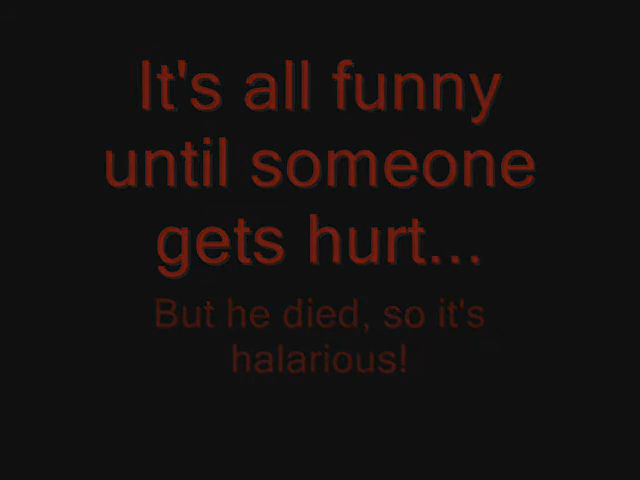 It's all funny
until someone
gets hurt...
But he died, so it's
halarious!